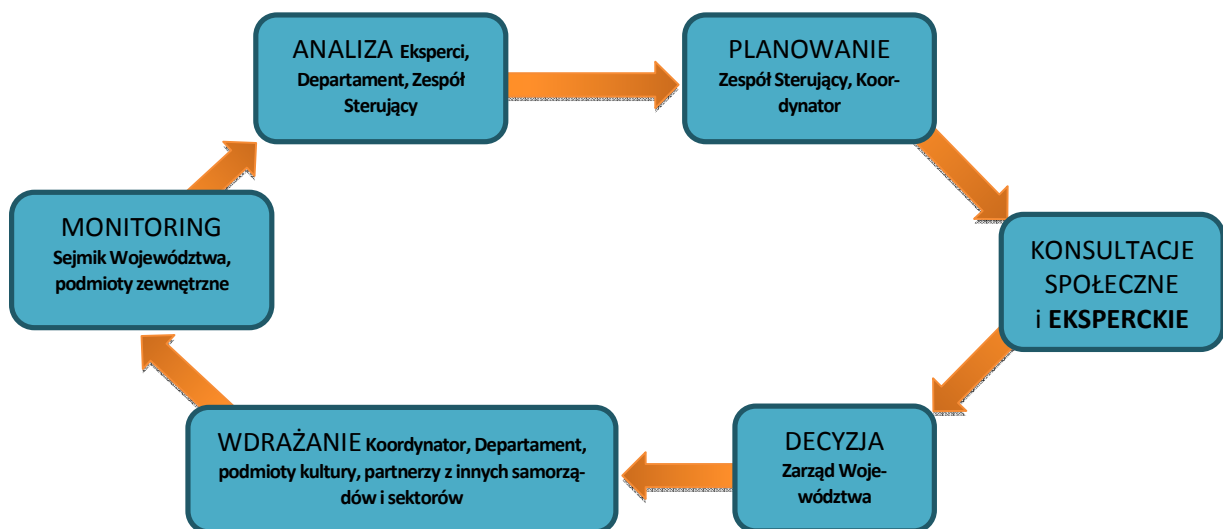 ANALIZA Eksperci,
Departament, Zespół
Sterujący
PLANOWANIE
Zespół Sterujący, Koor-
dynator
KONSULTACJE
SPOŁECZNE
i EKSPERCKIE
DECYZJA
Zarząd Woje-
wództwa
WDRAŻANIE Koordynator, Departament,
podmioty kultury, partnerzy z innych samorzą-
dów i sektorów
MONITORING
Sejmik Województwa,
podmioty zewnętrzne